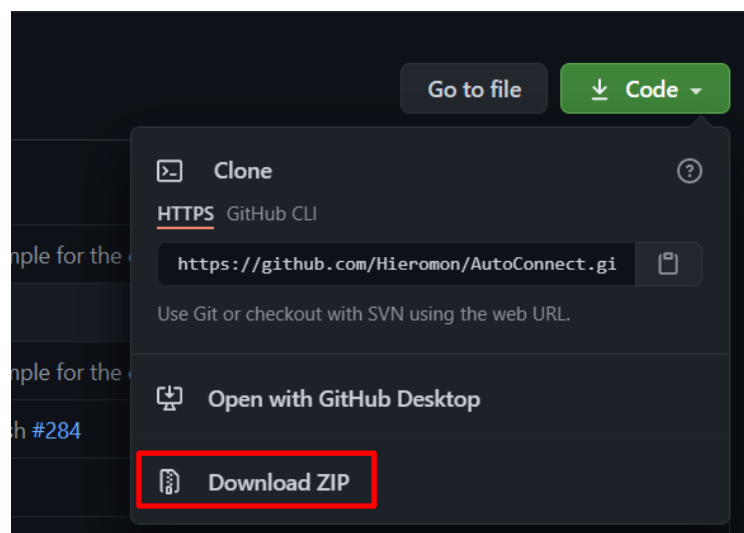 Go to file
Code
Clone
HTTPS GitHub CLI
mple for the
https://github.com/Hieromon/AutoConnect.gi
Use Git or checkout with SVN using the web URL.
mple for the
Open with GitHub Desktop
sh #284
Download ZIP